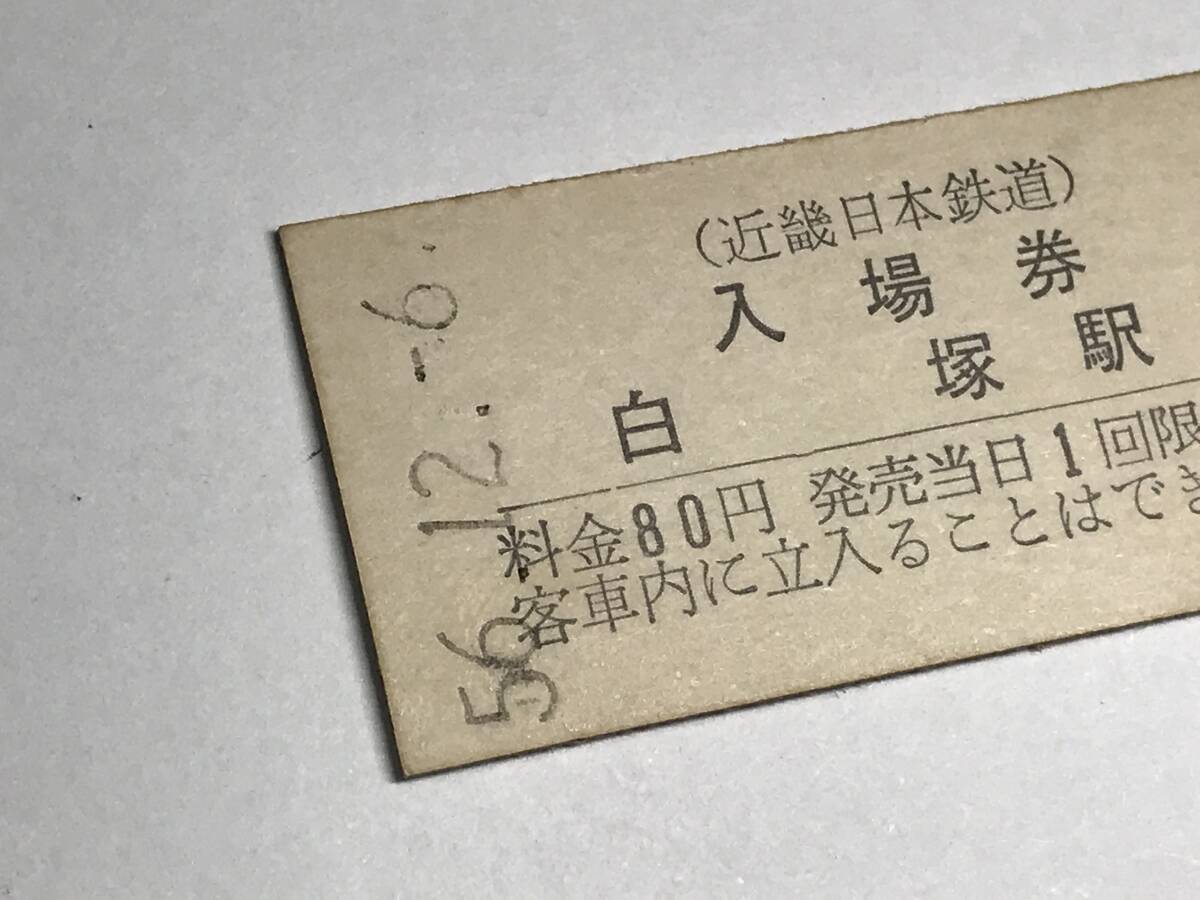 (近畿日本鉄道)
入場券
白塚駅
料金80円 発売当日1回限
客車内に立入ることはでき
56.12.-6.